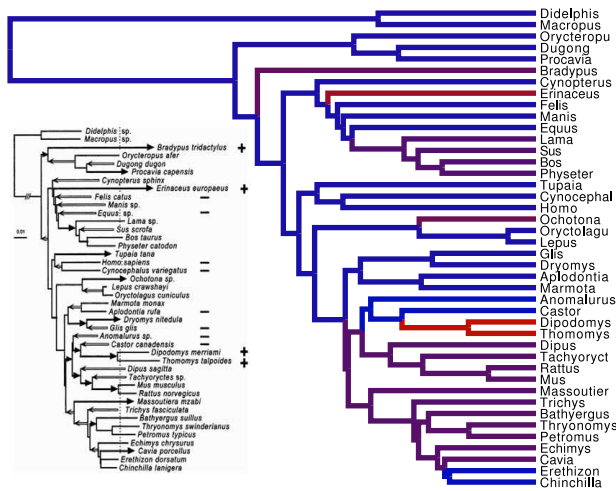 Didelphis
Macropus
Orycteropu
Dugong
Procavia
Bradypus
Cynopterus
Erinaceus
Felis
Manis
Equus
Lama
Sus
Bos
Physeter
Tupaia
Cynocephal
Homo
Ochotona
Oryctolagu
Lepus
Glis
Dryomys
Aplodontia
Marmota
Anomalurus
Castor
Dipodomys
Thomomys
Dipus
Tachyoryct
Rattus
Mus
Massoutier
Trichys
Bathyergus
Thryonomys
Petromus
Echimys
Cavia
Erethizon
Chinchilla
Didelphis sp.
Macropus sp.
Bradypus tridactylus +
Orycteropus afer
Dugong dugon
Procavia capensis
Cynopterus sphinx
Erinaceus europaeus +
Felis catus –
Manis sp.
Equus sp. –
Lama sp.
Sus scrofa
Bos taurus
Physeter catodon
Tupaia tana
Homo sapiens –
Cynocephalus variegatus –
Ochotona sp.
Lepus crawshayi
Oryctolagus cuniculus
Marmota monax
Aplodontia rufa –
Dryomys nitedula
Glis glis –
Anomalurus sp. –
Castor canadensis –
Dipodomys merriami +
Thomomys talpoides +
Dipus sagitta
Tachyoryctes sp.
Mus musculus
Rattus norvegicus
Massoutiera mzabi
Trichys fasciculata
Bathyergus suillus
Thryonomys swinderianus
Petromus typicus
Echimys chrysurus
Cavia porcellus
Erethizon dorsatum
Chinchilla lanigera
0.01